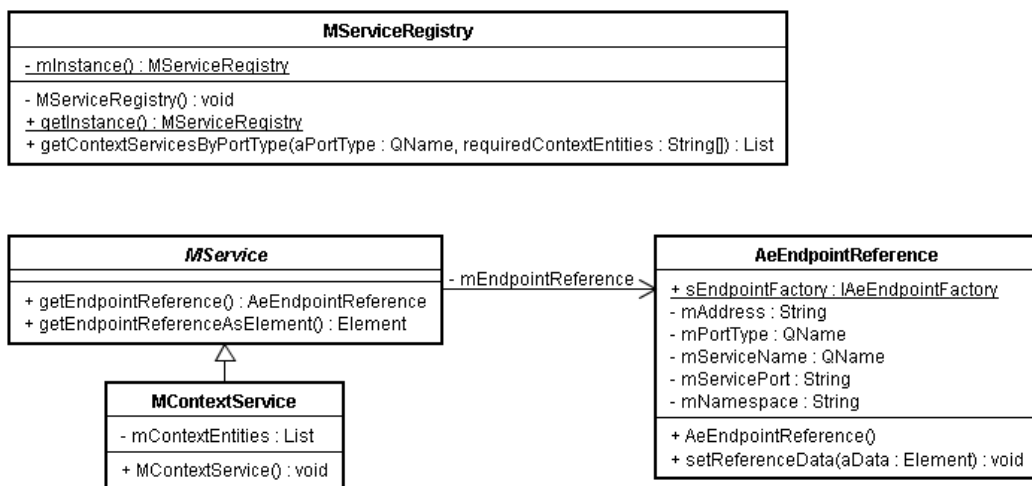 MServiceRegistry
- mInstance() : MServiceRegistry
- MServiceRegistry() : void
+ getInstance() : MServiceRegistry
+ getContextServicesByPortType(aPortType : QName, requiredContextEntities : String[]) : List
MService
+ getEndpointReference() : AeEndpointReference
+ getEndpointReferenceAsElement() : Element
- mEndpointReference
AeEndpointReference
+ sEndpointFactory : IAeEndpointFactory
- mAddress : String
- mPortType : QName
- mServiceName : QName
- mServicePort : String
- mNamespace : String
+ AeEndpointReference()
+ setReferenceData(aData : Element) : void
MContextService
- mContextEntities : List
+ MContextService() : void